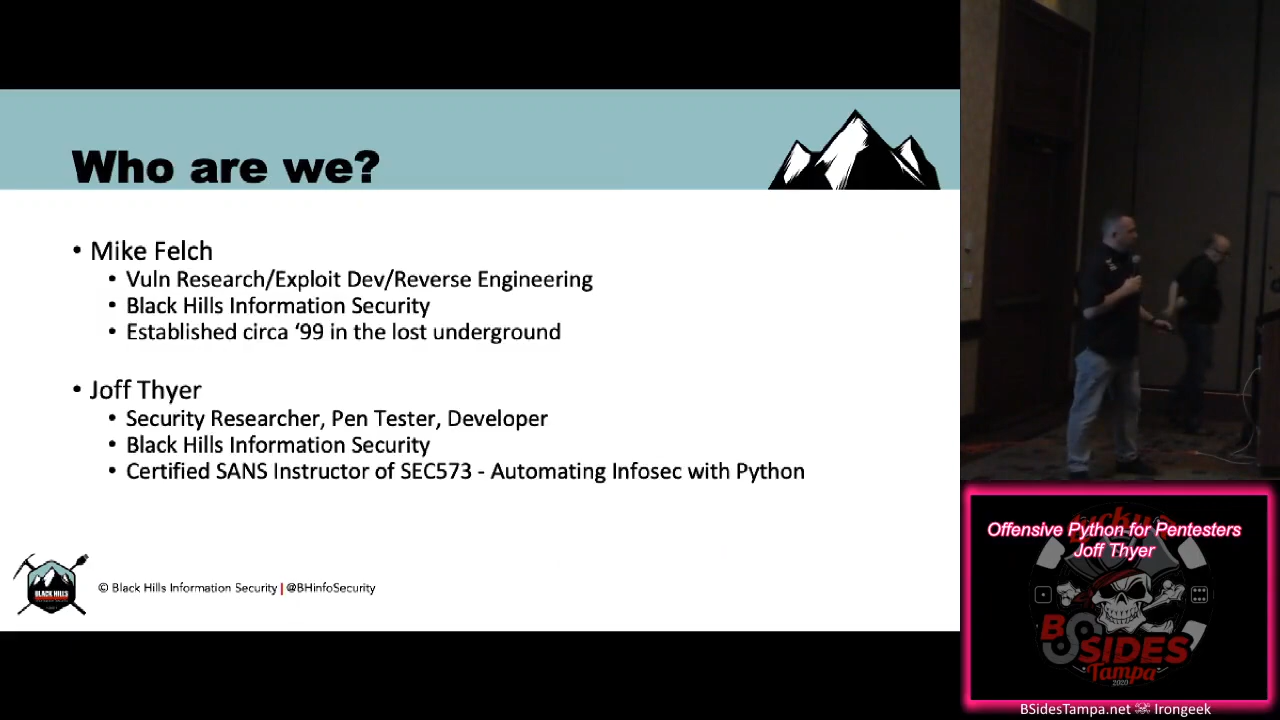 Who are we?
• Mike Felch
• Vuln Research/Exploit Dev/Reverse Engineering
• Black Hills Information Security
• Established circa ‘99 in the lost underground
• Joff Thyer
• Security Researcher, Pen Tester, Developer
• Black Hills Information Security
• Certified SANS Instructor of SEC573 - Automating Infosec with Python
BLACK HILLS
© Black Hills Information Security | @BHinfoSecurity
Offensive Python for Pentesters
Joff Thyer
BSIDES
Tampa
2020
BSidesTampa.net Irongeek